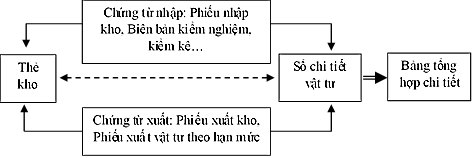 Chứng từ nhập: Phiếu nhập
kho, Biên bản kiểm nghiệm,
kiểm kê…
Thẻ
kho
Sổ chi tiết
vật tư
Bảng tổng
hợp chi tiết
Chứng từ xuất: Phiếu xuất kho,
Phiếu xuất vật tư theo hạn mức